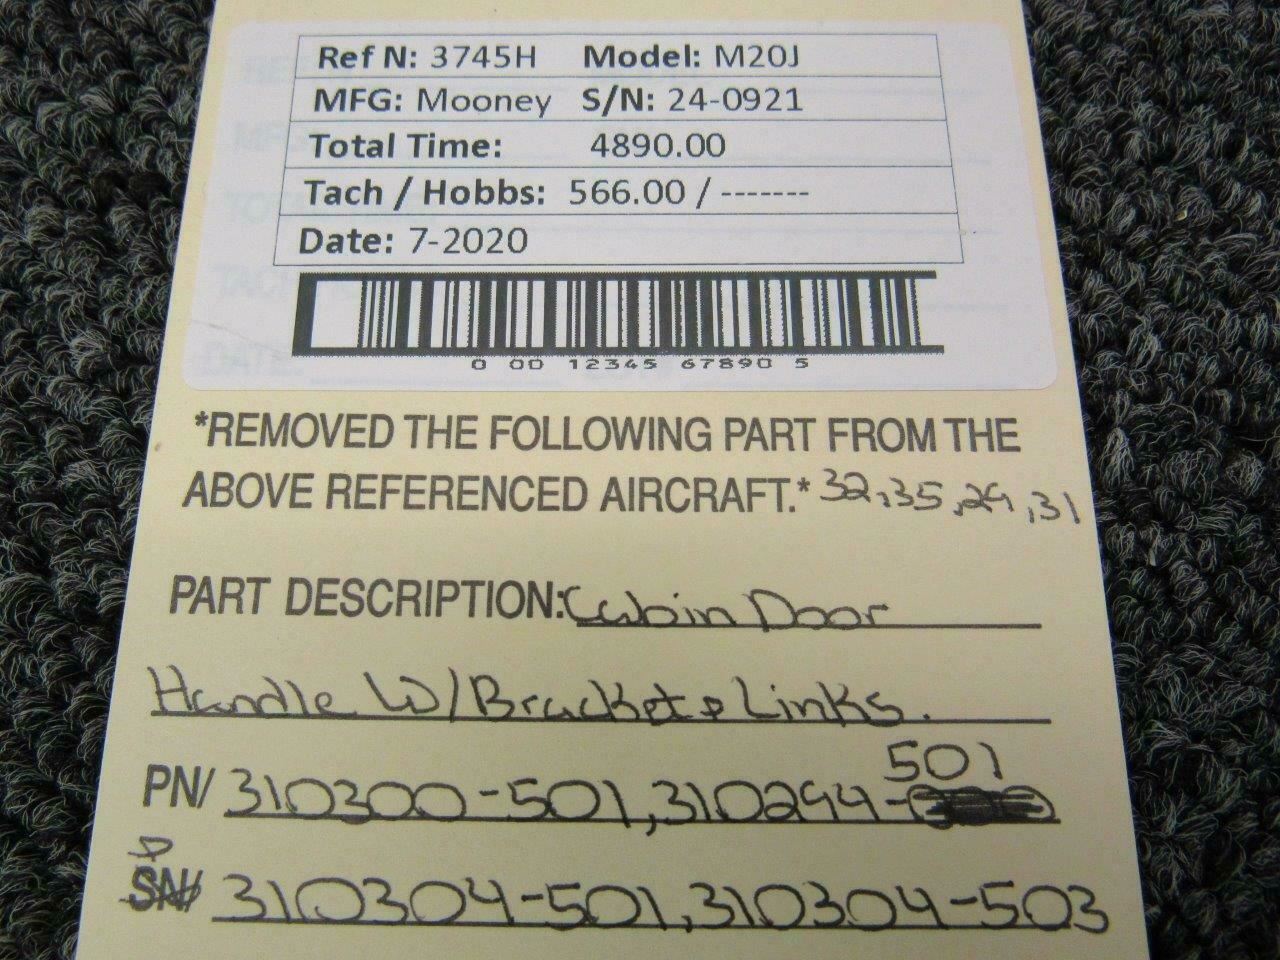 Ref N: 3745H Model: M20J
MFG: Mooney S/N: 24-0921
Total Time: 4890.00
Tach / Hobbs: 566.00 / -------
Date: 7-2020
0 00 12345 67890 5
*REMOVED THE FOLLOWING PART FROM THE
ABOVE REFERENCED AIRCRAFT.* 32,35,29,31
PART DESCRIPTION: Cabin Door
Handle W/Bracket & Links.
501
PN/ 310300-501, 310294-
P
SN/ 310304-501, 310304-503